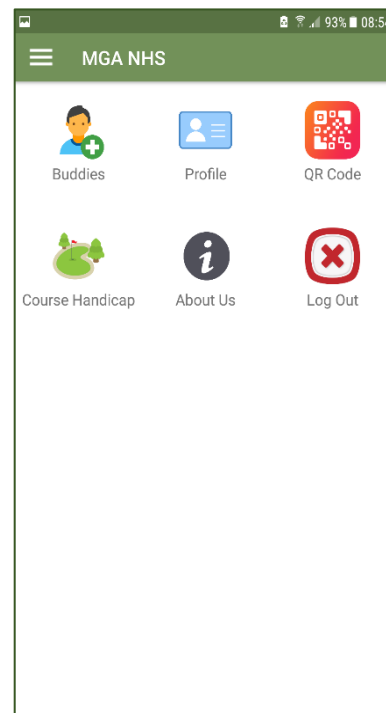 93% 08:54
MGA NHS
Buddies Profile QR Code
Course Handicap About Us Log Out